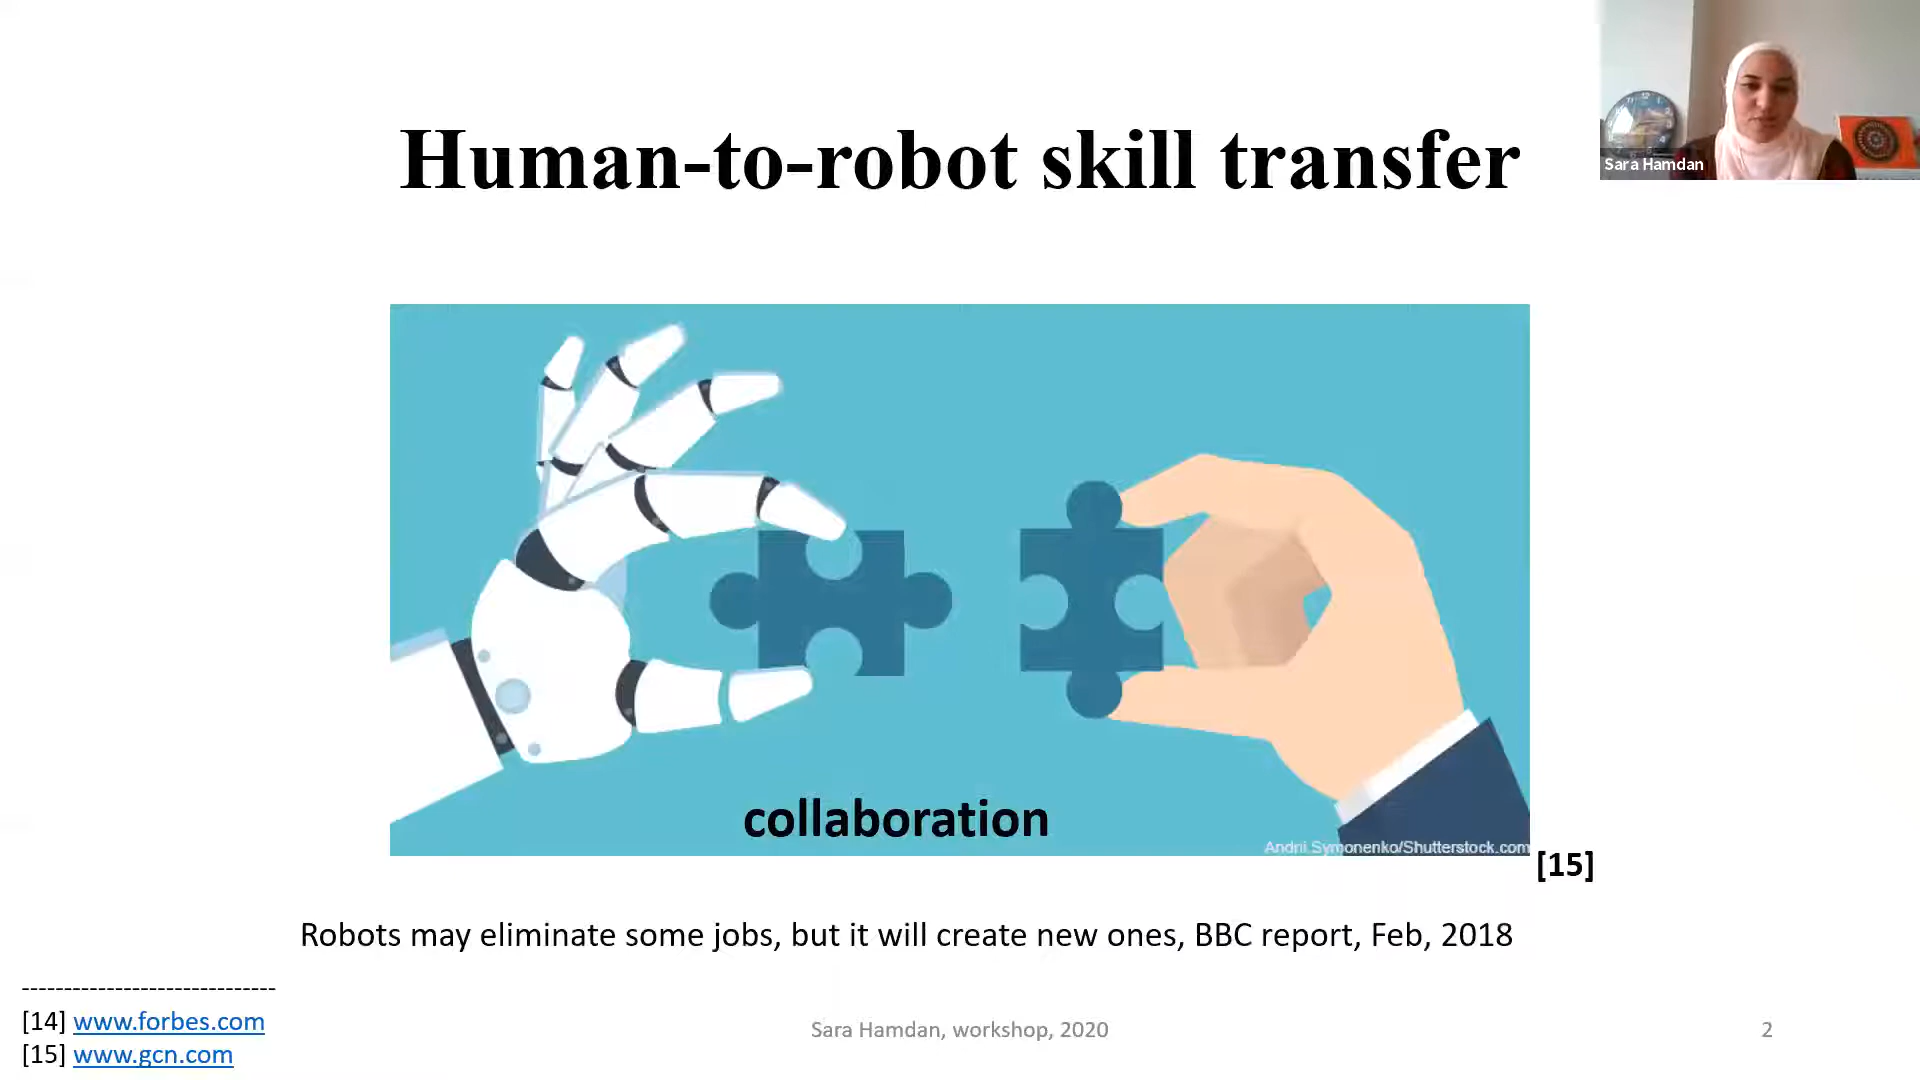 Human-to-robot skill transfer
Sara Hamdan
collaboration
Andrii Symonenko/Shutterstock.com
[15]
Robots may eliminate some jobs, but it will create new ones, BBC report, Feb, 2018
------------------------------
[14] www.forbes.com
[15] www.gcn.com
Sara Hamdan, workshop, 2020
2